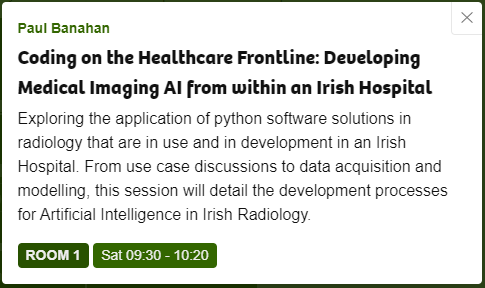 Paul Banahan
Coding on the Healthcare Frontline: Developing
Medical Imaging AI from within an Irish Hospital
Exploring the application of python software solutions in
radiology that are in use and in development in an Irish
Hospital. From use case discussions to data acquisition and
modelling, this session will detail the development processes
for Artificial Intelligence in Irish Radiology.
ROOM 1 Sat 09:30 - 10:20